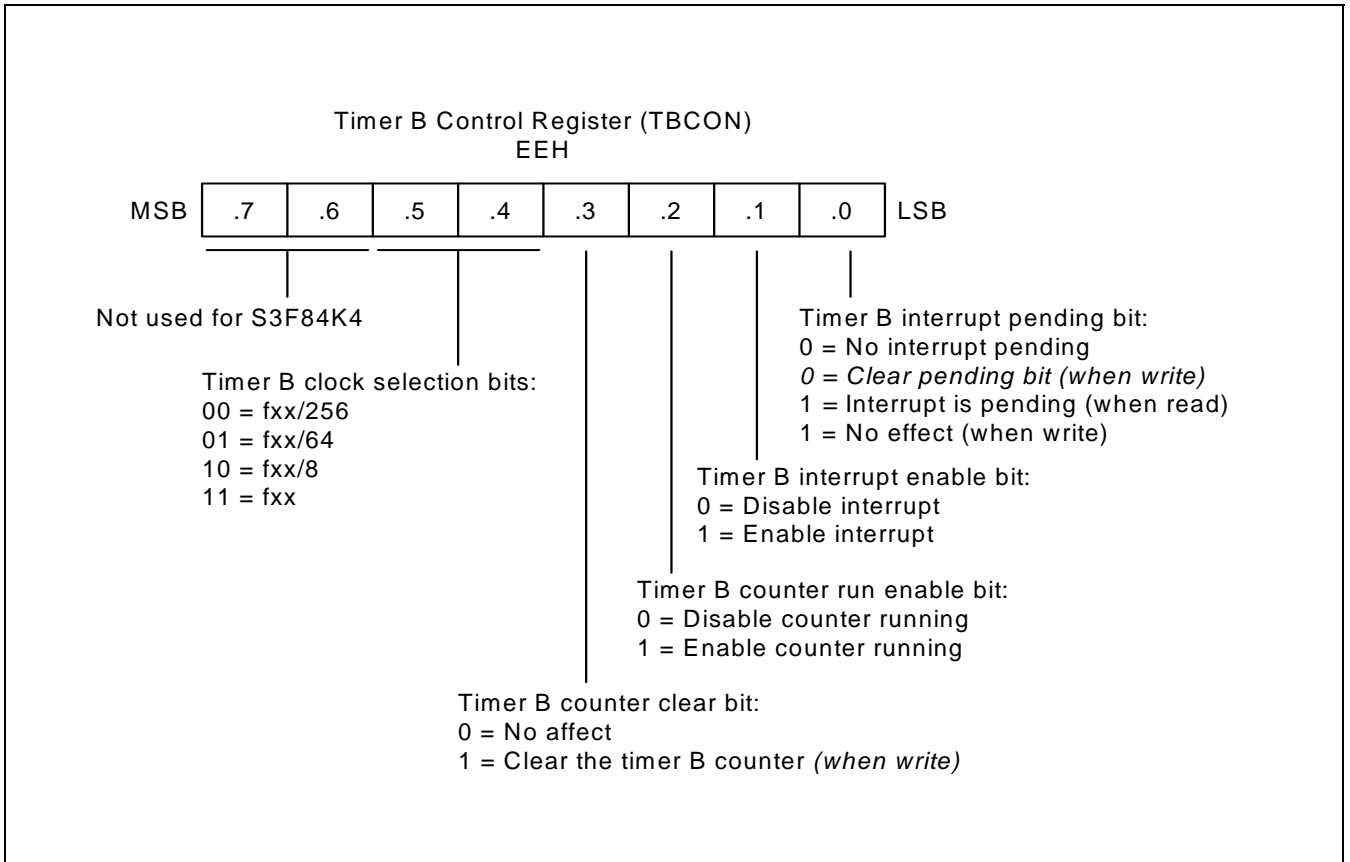 Timer B Control Register (TBCON)
EEH
MSB .7 .6 .5 .4 .3 .2 .1 .0 LSB
Not used for S3F84K4
Timer B clock selection bits:
00 = fxx/256
01 = fxx/64
10 = fxx/8
11 = fxx
Timer B interrupt pending bit:
0 = No interrupt pending
0 = Clear pending bit (when write)
1 = Interrupt is pending (when read)
1 = No effect (when write)
Timer B interrupt enable bit:
0 = Disable interrupt
1 = Enable interrupt
Timer B counter run enable bit:
0 = Disable counter running
1 = Enable counter running
Timer B counter clear bit:
0 = No affect
1 = Clear the timer B counter (when write)